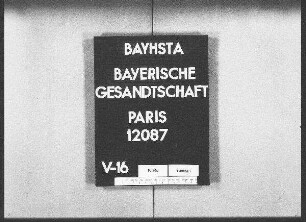 BAYHSTA
BAYERISCHE
GESANDTSCHAFT
PARIS
12087
V-16